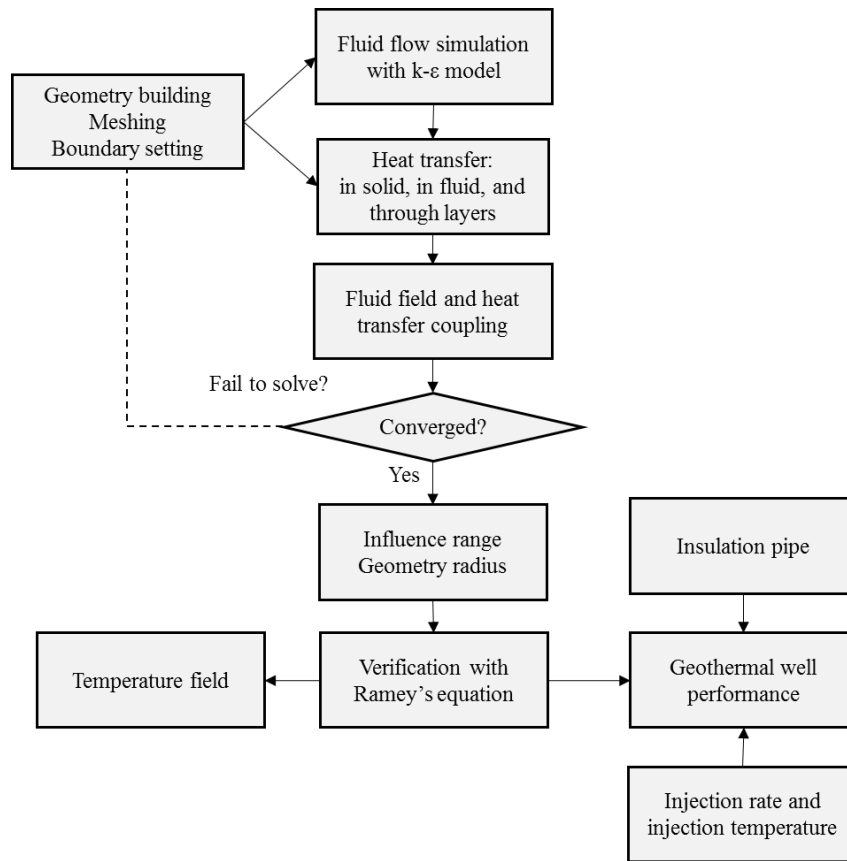 Fluid flow simulation
with k-ε model
Geometry building
Meshing
Boundary setting
Heat transfer:
in solid, in fluid, and
through layers
Fluid field and heat
transfer coupling
Fail to solve?
Converged?
Yes
Influence range
Geometry radius
Insulation pipe
Temperature field
Verification with
Ramey’s equation
Geothermal well
performance
Injection rate and
injection temperature